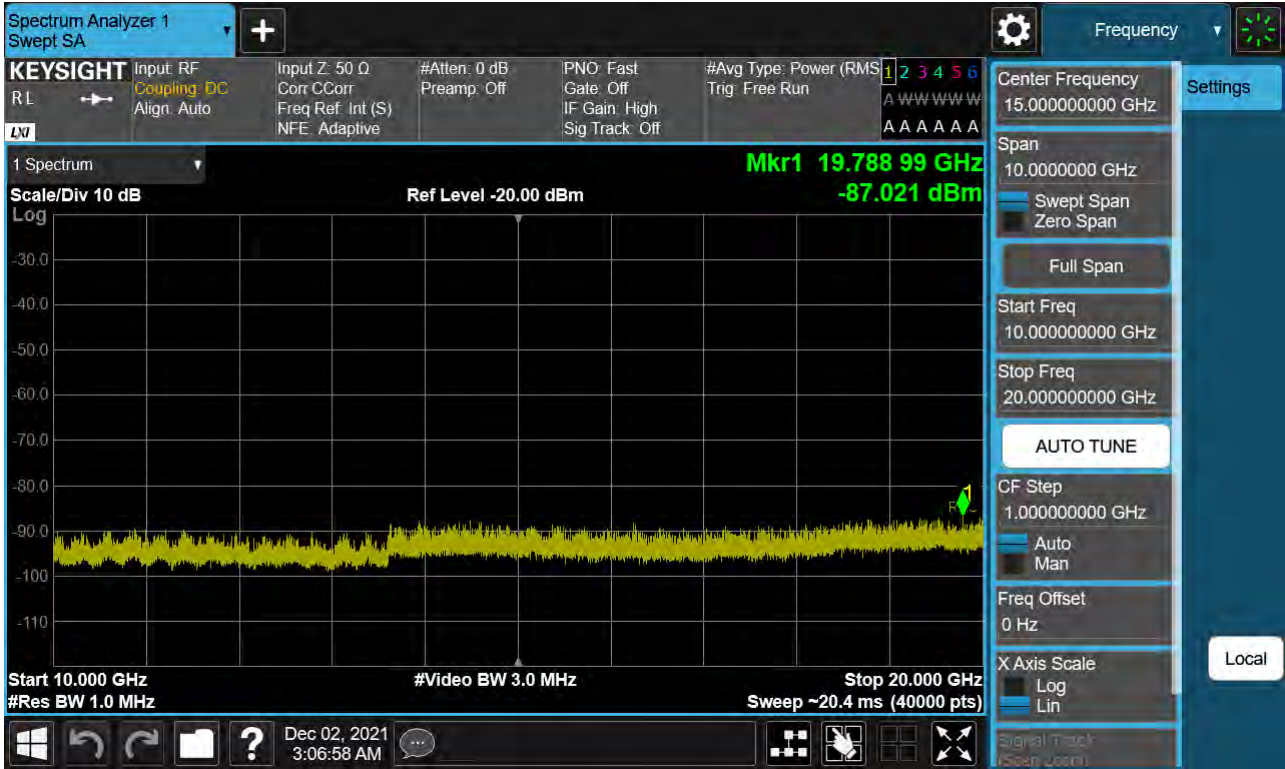 Spectrum Analyzer 1
Swept SA
+
Frequency
KEYSIGHT
RL
LXI
Input: RF
Coupling: DC
Align: Auto
Input Z: 50 Ω
Corr CCorr
Freq Ref: Int (S)
NFE: Adaptive
#Atten: 0 dB
Preamp: Off
PNO: Fast
Gate: Off
IF Gain: High
Sig Track: Off
#Avg Type: Power (RMS
Trig: Free Run
1 2 3 4 5 6
A W W W W W
A A A A A A
1 Spectrum
Scale/Div 10 dB
Log
Ref Level -20.00 dBm
Mkr1 19.788 99 GHz
-87.021 dBm
-30.0
-40.0
-50.0
-60.0
-70.0
-80.0
-90.0
-100
-110
1
Start 10.000 GHz
#Res BW 1.0 MHz
#Video BW 3.0 MHz
Stop 20.000 GHz
Sweep ~20.4 ms (40000 pts)
Center Frequency
15.000000000 GHz
Span
10.0000000 GHz
Swept Span
Zero Span
Full Span
Start Freq
10.000000000 GHz
Stop Freq
20.000000000 GHz
AUTO TUNE
CF Step
1.000000000 GHz
Auto
Man
Freq Offset
0 Hz
X Axis Scale
Log
Lin
Signal Track
(Span Zoom)
Settings
Local
?
Dec 02, 2021
3:06:58 AM